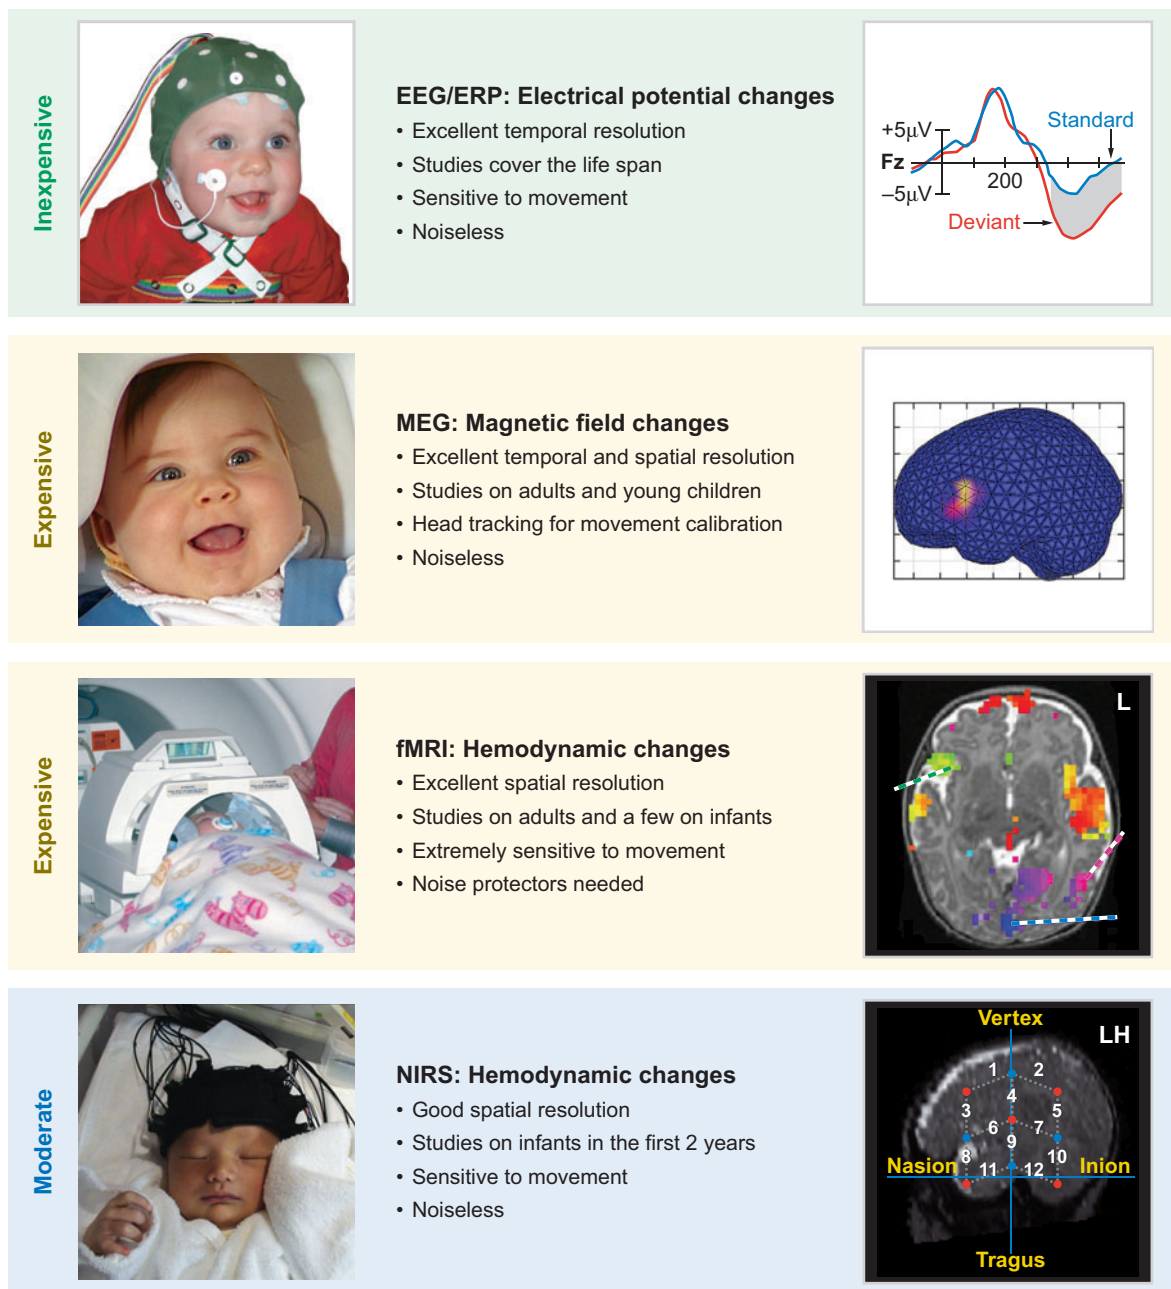 Inexpensive
EEG/ERP: Electrical potential changes
• Excellent temporal resolution
• Studies cover the life span
• Sensitive to movement
• Noiseless
+5μV
Fz
–5μV
200
Standard
Deviant
Expensive
MEG: Magnetic field changes
• Excellent temporal and spatial resolution
• Studies on adults and young children
• Head tracking for movement calibration
• Noiseless
Expensive
fMRI: Hemodynamic changes
• Excellent spatial resolution
• Studies on adults and a few on infants
• Extremely sensitive to movement
• Noise protectors needed
L
Moderate
NIRS: Hemodynamic changes
• Good spatial resolution
• Studies on infants in the first 2 years
• Sensitive to movement
• Noiseless
Vertex
LH
1 2
4
3 5
6 7
9
8 10
Nasion 11 12 Inion
Tragus